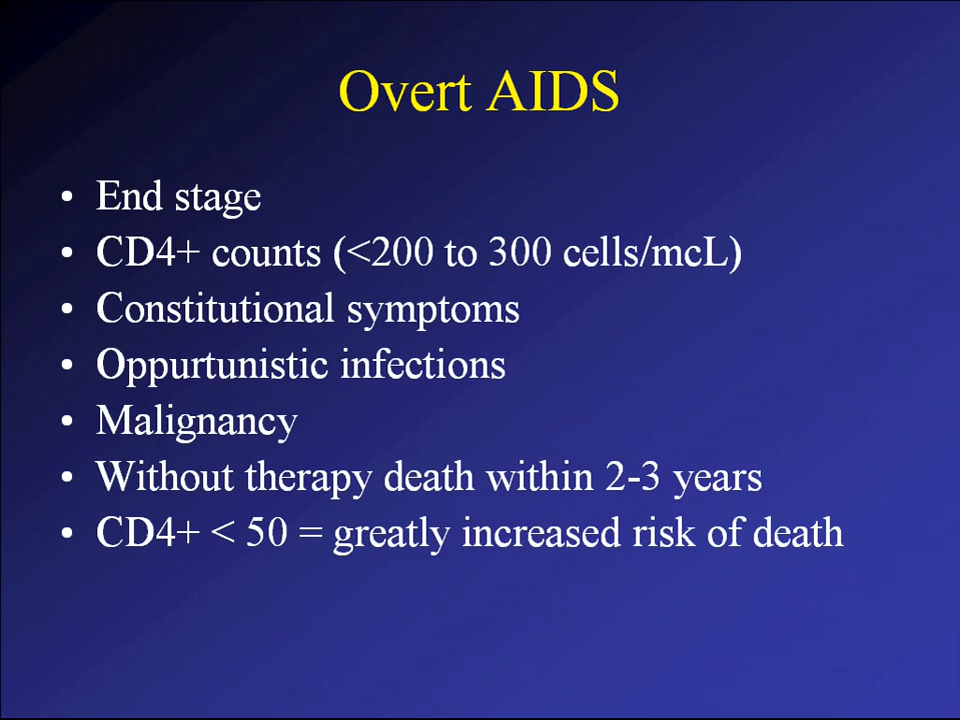 Overt AIDS
• End stage
• CD4+ counts (<200 to 300 cells/mcL)
• Constitutional symptoms
• Oppurtunistic infections
• Malignancy
• Without therapy death within 2-3 years
• CD4+ < 50 = greatly increased risk of death